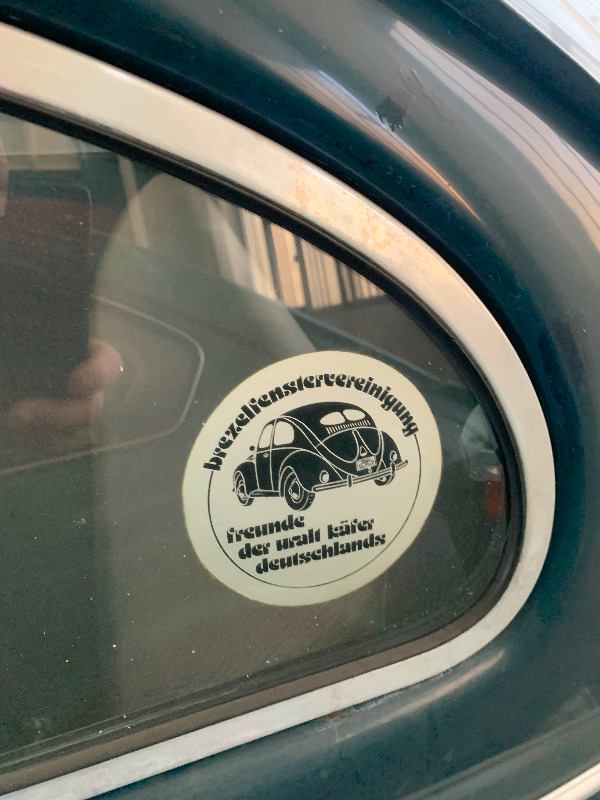 brezelfenstervereinigung
freunde
der uralt käfer
deutschlands